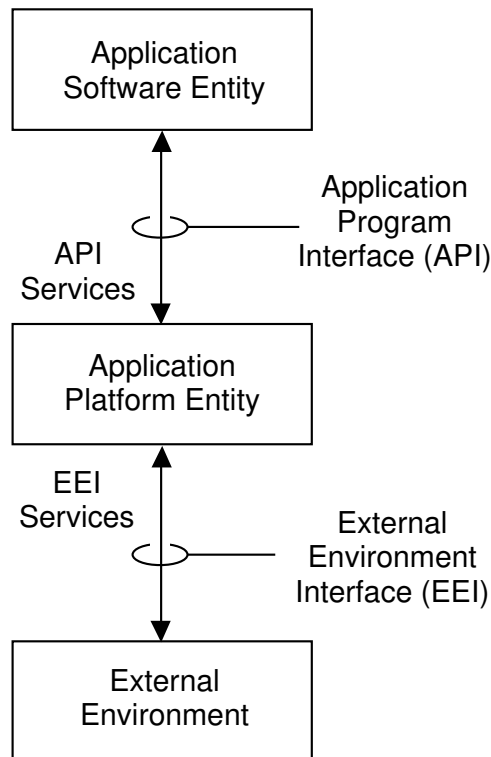 Application
Software Entity
Application
Program
Interface (API)
API
Services
Application
Platform Entity
EEI
Services
External
Environment
Interface (EEI)
External
Environment